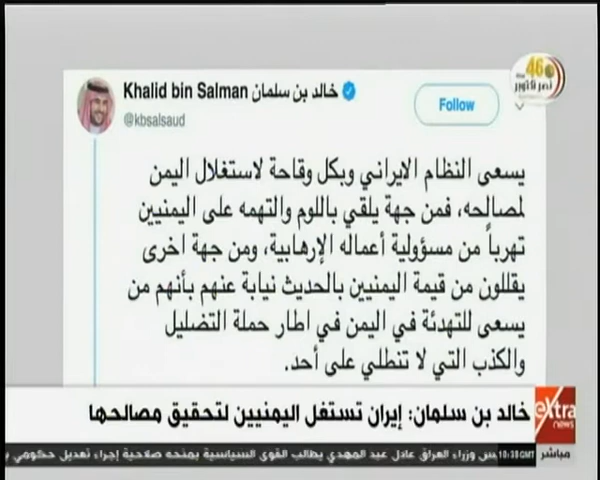 Khalid bin Salman خالد بن سلمان
@kbsalsaud
Follow
46
يسعى النظام الايراني وبكل وقاحة لاستغلال اليمن
لمصالحه، فمن جهة يلقي باللوم والتهمه على اليمنيين
تهرباً من مسؤولية أعماله الإرهابية، ومن جهة اخرى
يقللون من قيمة اليمنيين بالحديث نيابة عنهم بأنهم من
يسعى للتهدئة في اليمن في اطار حملة التضليل
والكذب التي لا تنطلي على أحد.
خالد بن سلمان: إيران تستغل اليمنيين لتحقيق مصالحها
eXtra
news
مباشر
10:30GMT
وزراء العراق عادل عبد المهدي يطالب القوى السياسية بمنحه صلاحية إجراء تعديل حكومي